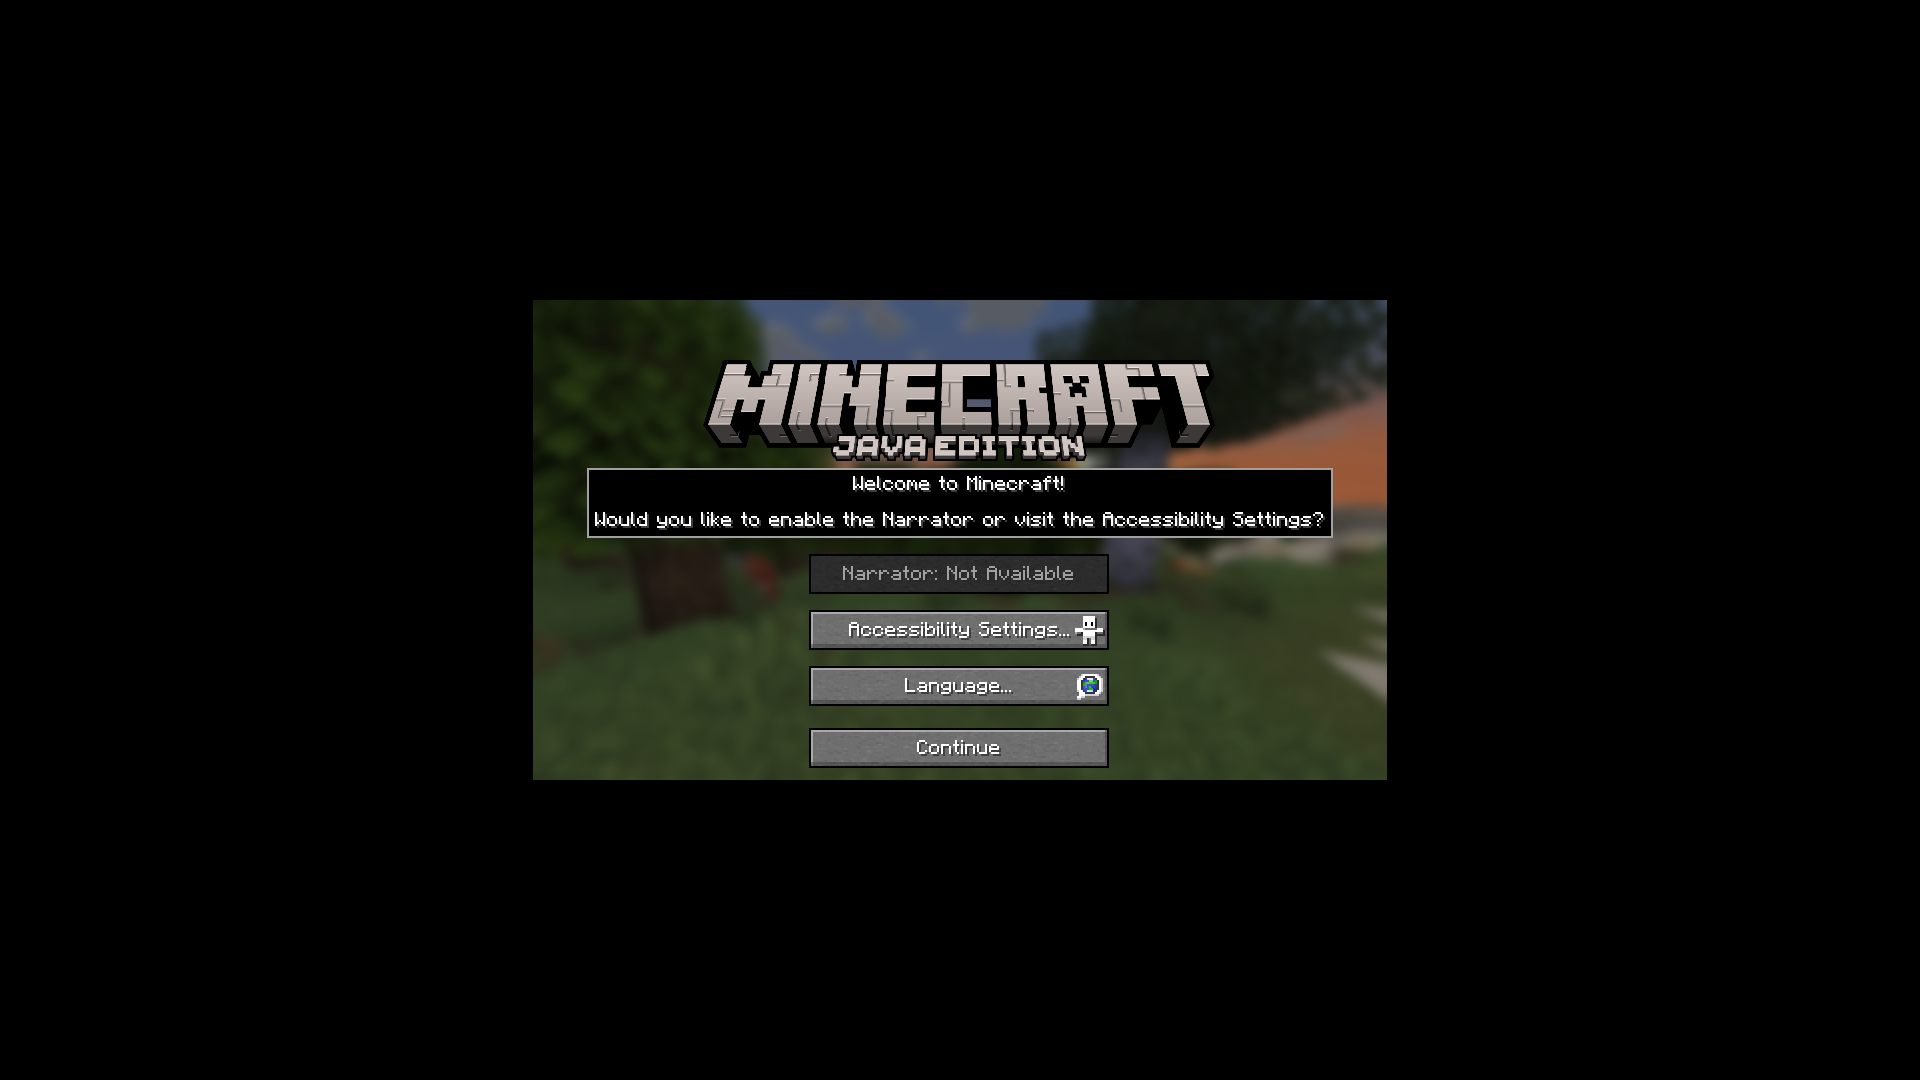 MINECRAFT
JAVA EDITION
Welcome to Minecraft!
Would you like to enable the Narrator or visit the Accessibility Settings?
Narrator: Not Available
Accessibility Settings...
Language...
Continue